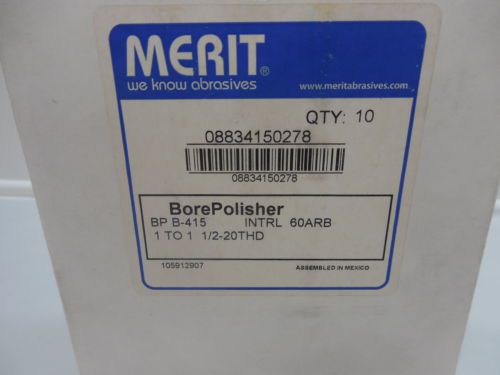 MERIT®
we know abrasives
www.meritabrasives.com
QTY: 10
08834150278
08834150278
BorePolisher
BP B-415 INTRL 60ARB
1 TO 1 1/2-20THD
105912907 ASSEMBLED IN MEXICO